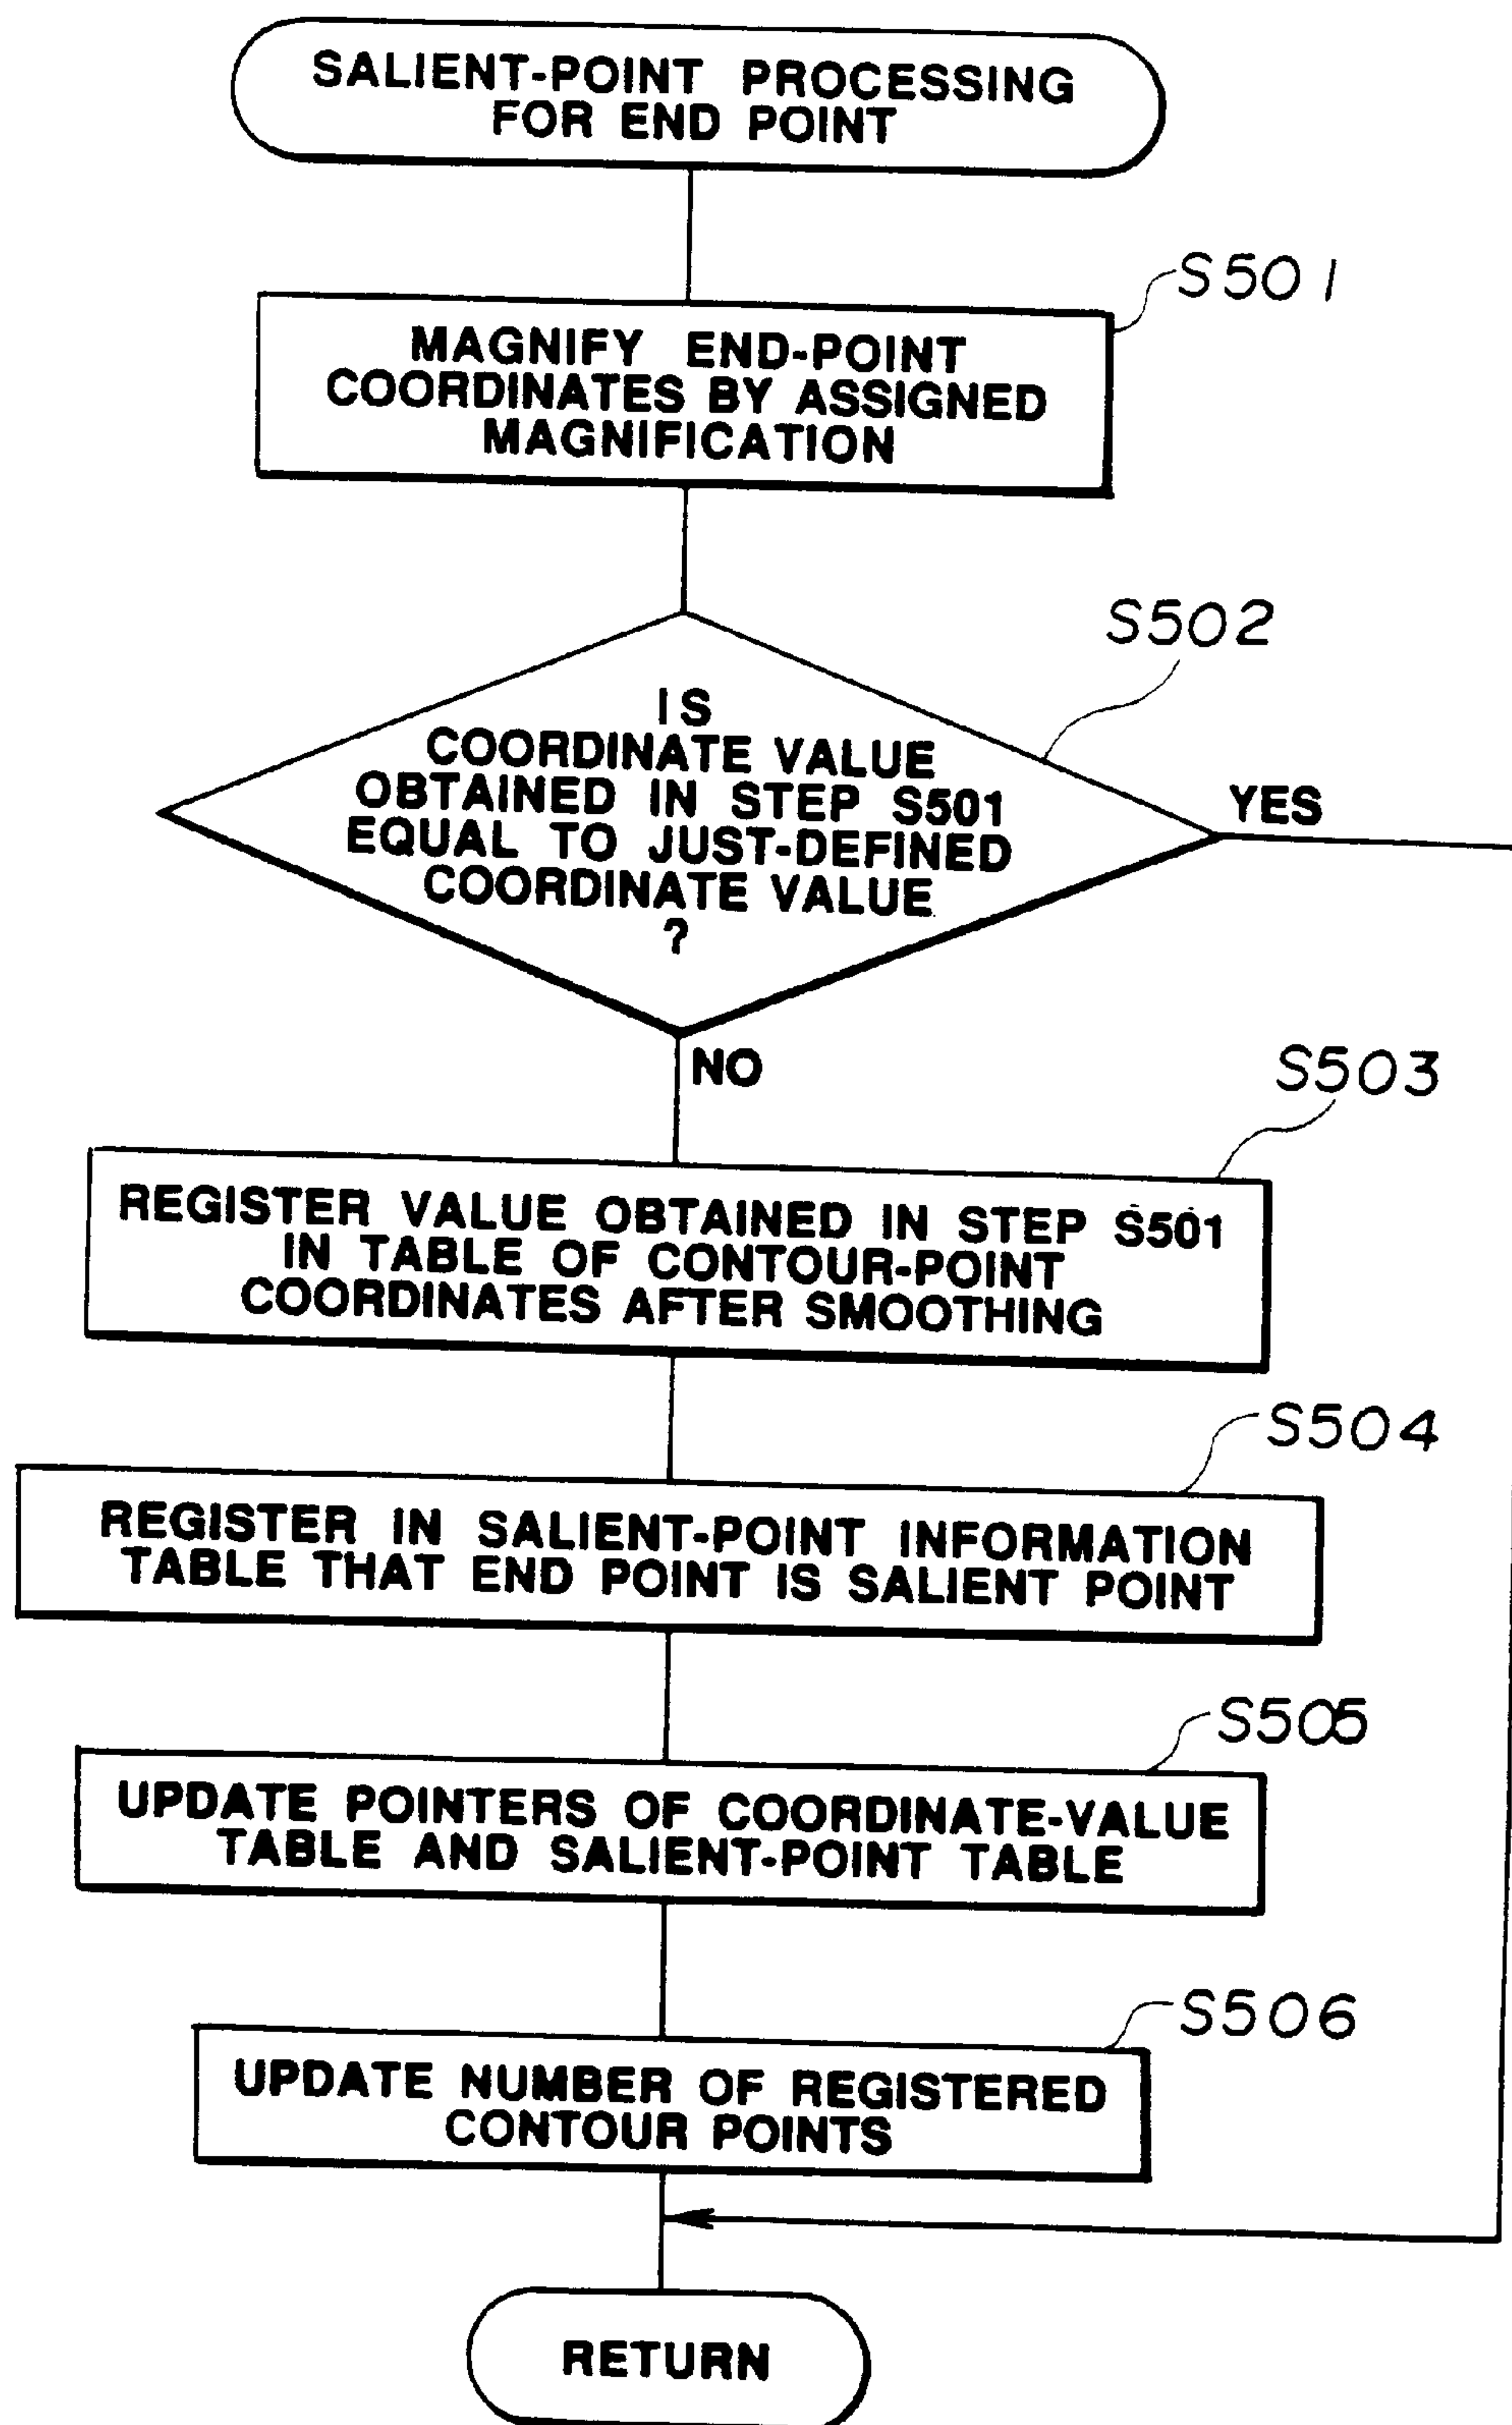 SALIENT-POINT PROCESSING
FOR END POINT
S501
MAGNIFY END-POINT
COORDINATES BY ASSIGNED
MAGNIFICATION
S502
IS
COORDINATE VALUE
OBTAINED IN STEP S501
EQUAL TO JUST-DEFINED
COORDINATE VALUE
?
YES
NO
S503
REGISTER VALUE OBTAINED IN STEP S501
IN TABLE OF CONTOUR-POINT
COORDINATES AFTER SMOOTHING
S504
REGISTER IN SALIENT-POINT INFORMATION
TABLE THAT END POINT IS SALIENT POINT
S505
UPDATE POINTERS OF COORDINATE-VALUE
TABLE AND SALIENT-POINT TABLE
S506
UPDATE NUMBER OF REGISTERED
CONTOUR POINTS
RETURN